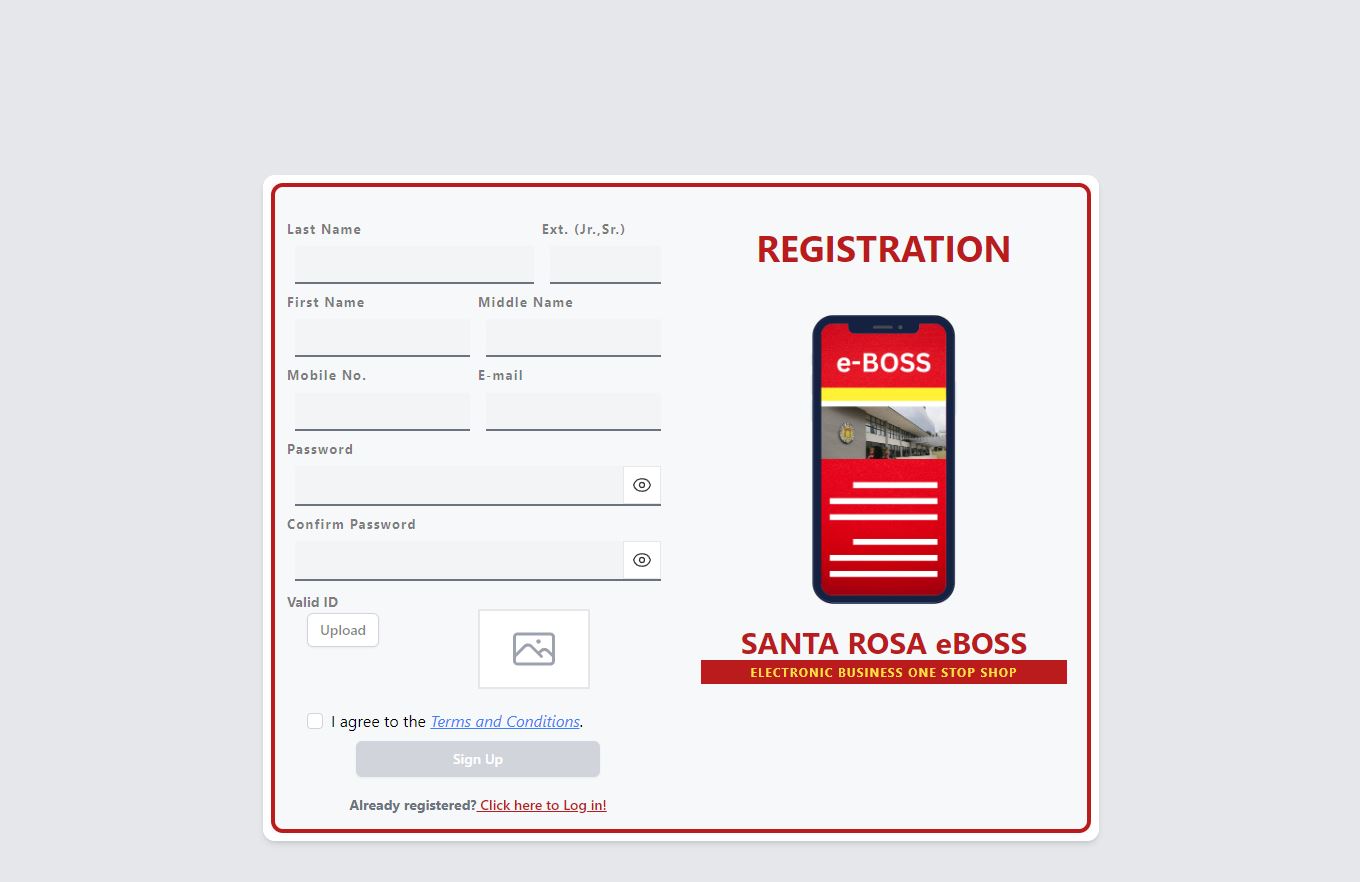 Last Name
Ext. (Jr.,Sr.)
First Name
Middle Name
Mobile No.
E-mail
Password
Confirm Password
Valid ID
Upload
I agree to the Terms and Conditions.
Sign Up
Already registered? Click here to Log in!
REGISTRATION
e-BOSS
SANTA ROSA eBOSS
ELECTRONIC BUSINESS ONE STOP SHOP